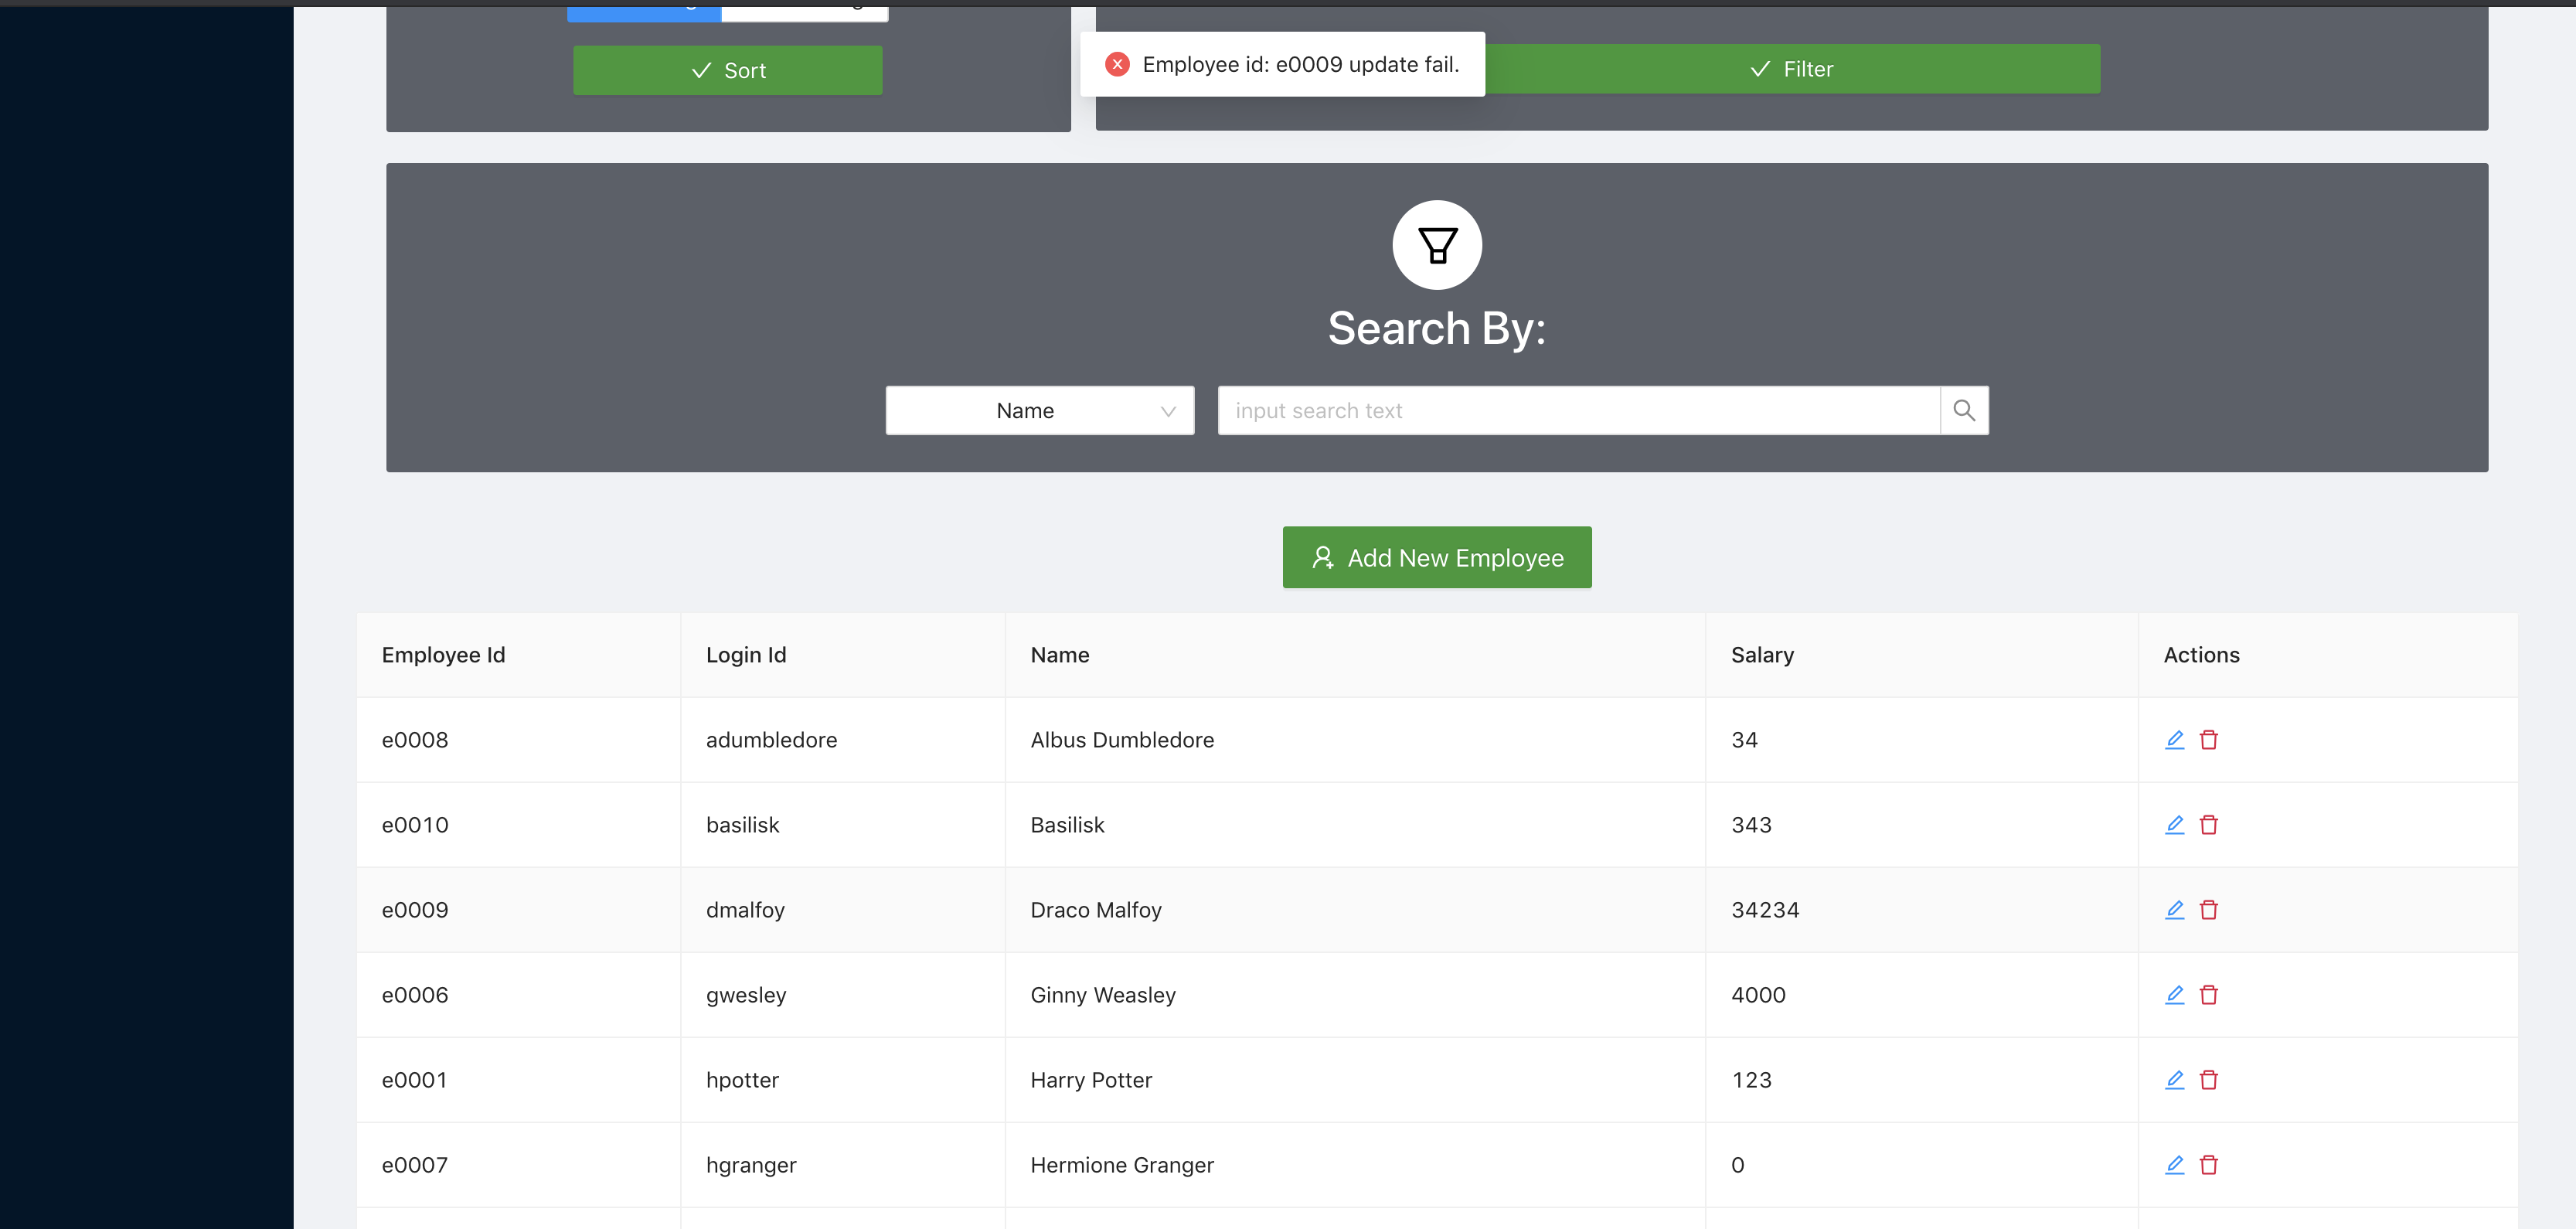 Sort
Employee id: e0009 update fail.
Filter
Search By:
Name
input search text
Add New Employee
Employee Id Login Id Name Salary Actions
e0008 adumbledore Albus Dumbledore 34
e0010 basilisk Basilisk 343
e0009 dmalfoy Draco Malfoy 34234
e0006 gwesley Ginny Weasley 4000
e0001 hpotter Harry Potter 123
e0007 hgranger Hermione Granger 0